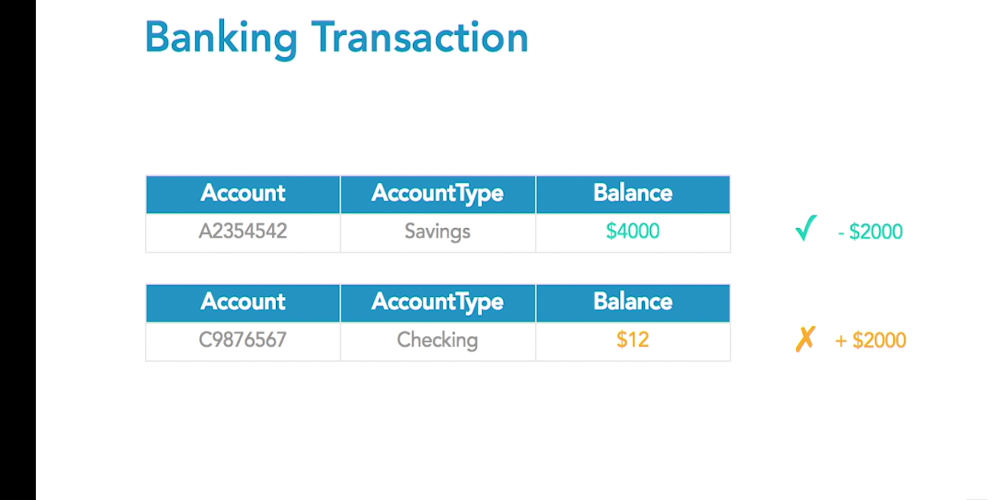 Banking Transaction
Account AccountType Balance
A2354542 Savings $4000 ✓ - $2000
Account AccountType Balance
C9876567 Checking $12 ✗ + $2000